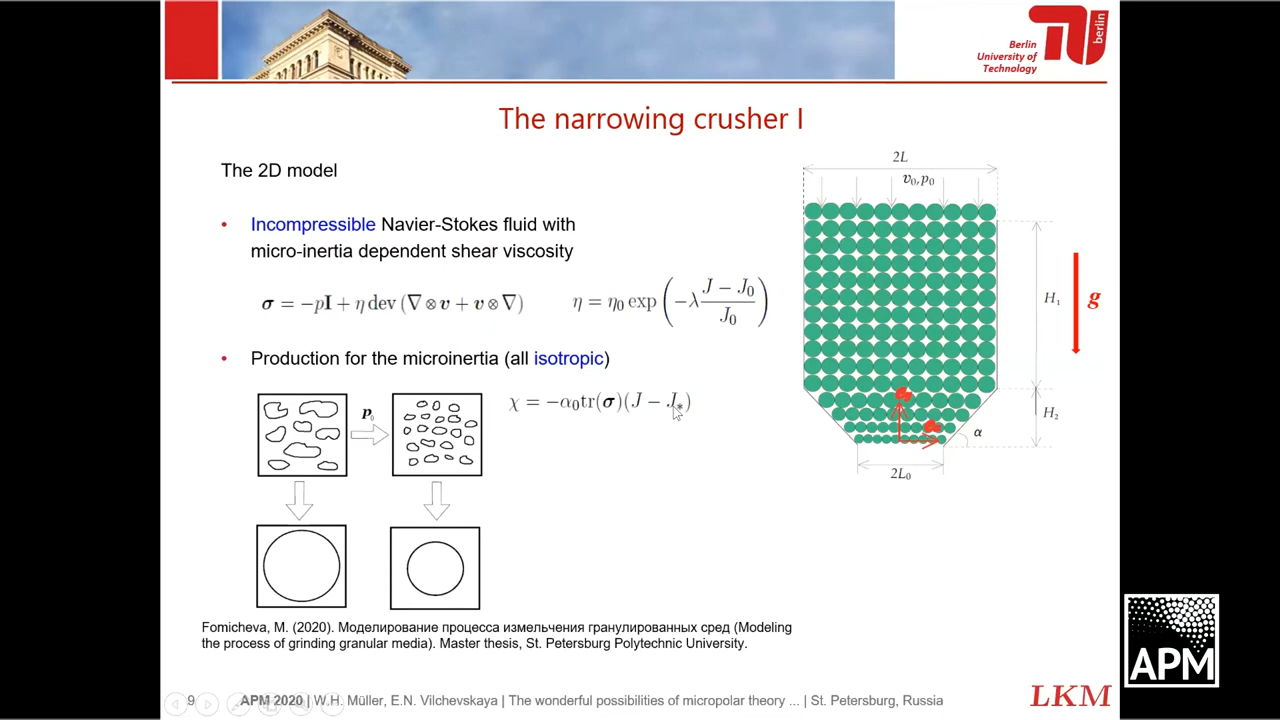 Berlin
University of
Technology
berlin
The narrowing crusher I
The 2D model
• Incompressible Navier-Stokes fluid with
micro-inertia dependent shear viscosity
σ = −pI + η dev (∇ ⊗ v + v ⊗ ∇)
η = η₀ exp (−λ (J − J₀)/J₀)
• Production for the microinertia (all isotropic)
χ = −α₀tr(σ)(J − J*)
p₀
2L
v₀, p₀
H₁
g
H₂
α
2L₀
Fomicheva, M. (2020). Моделирование процесса измельчения гранулированных сред (Modeling
the process of grinding granular media). Master thesis, St. Petersburg Polytechnic University.
9
APM 2020 | W.H. Müller, E.N. Vilchevskaya | The wonderful possibilities of micropolar theory ... | St. Petersburg, Russia
LKM
APM